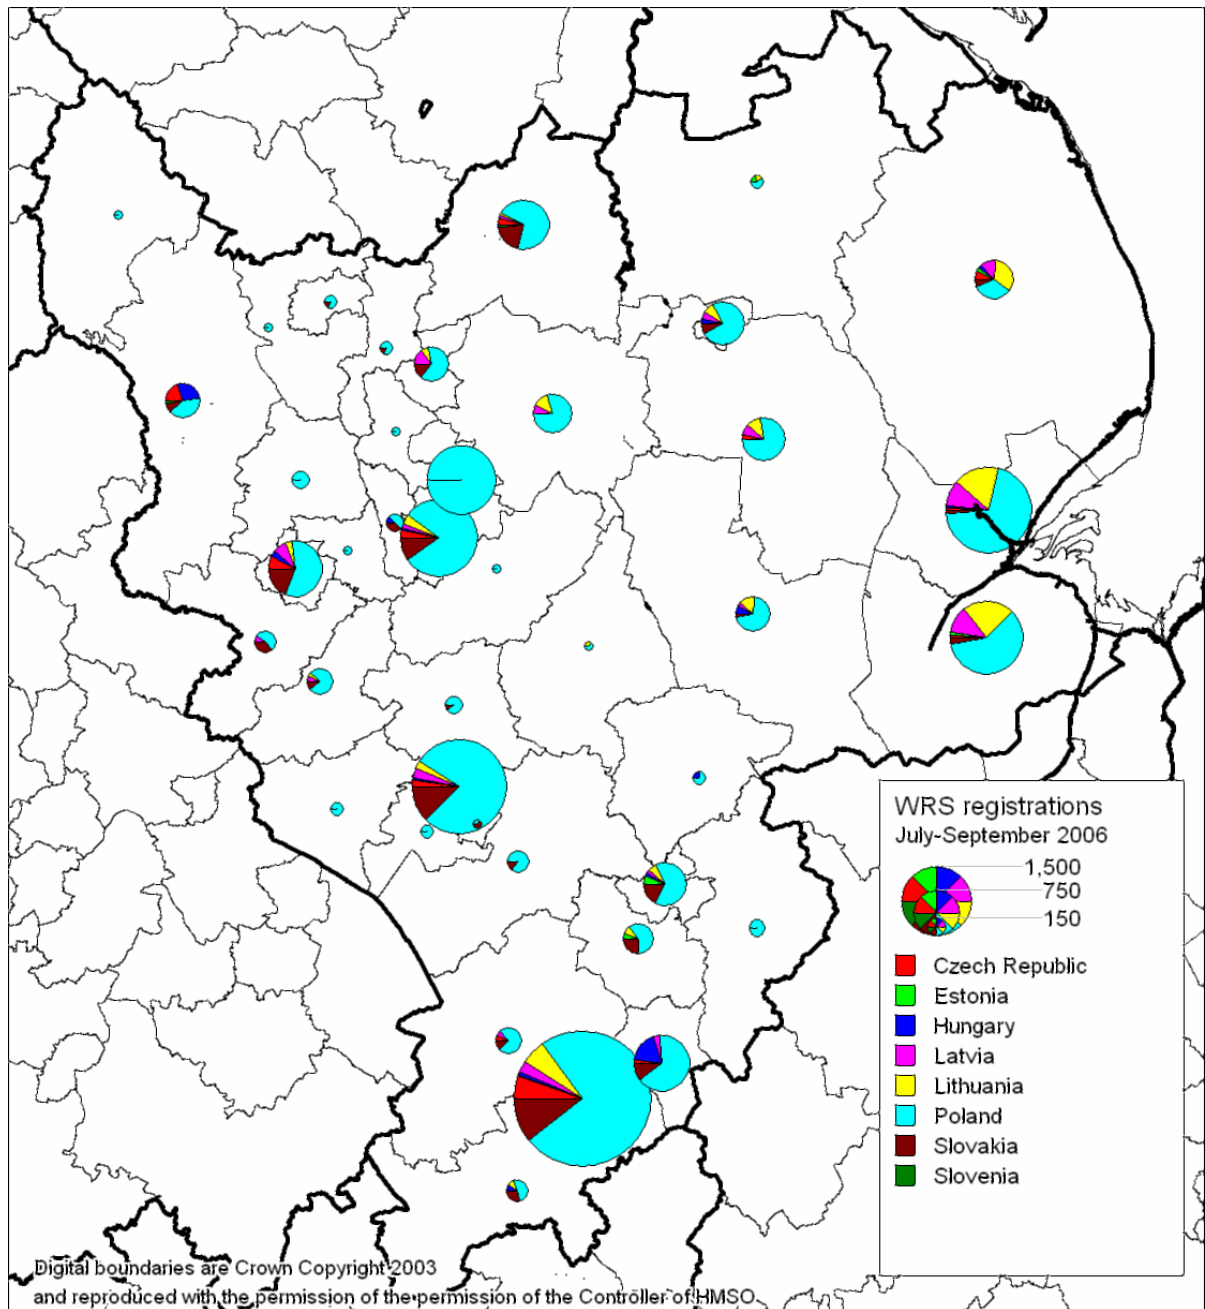 WRS registrations
July-September 2006
1,500
750
150
Czech Republic
Estonia
Hungary
Latvia
Lithuania
Poland
Slovakia
Slovenia
Digital boundaries are Crown Copyright 2003
and reproduced with the permission of the permission of the Controller of HMSO